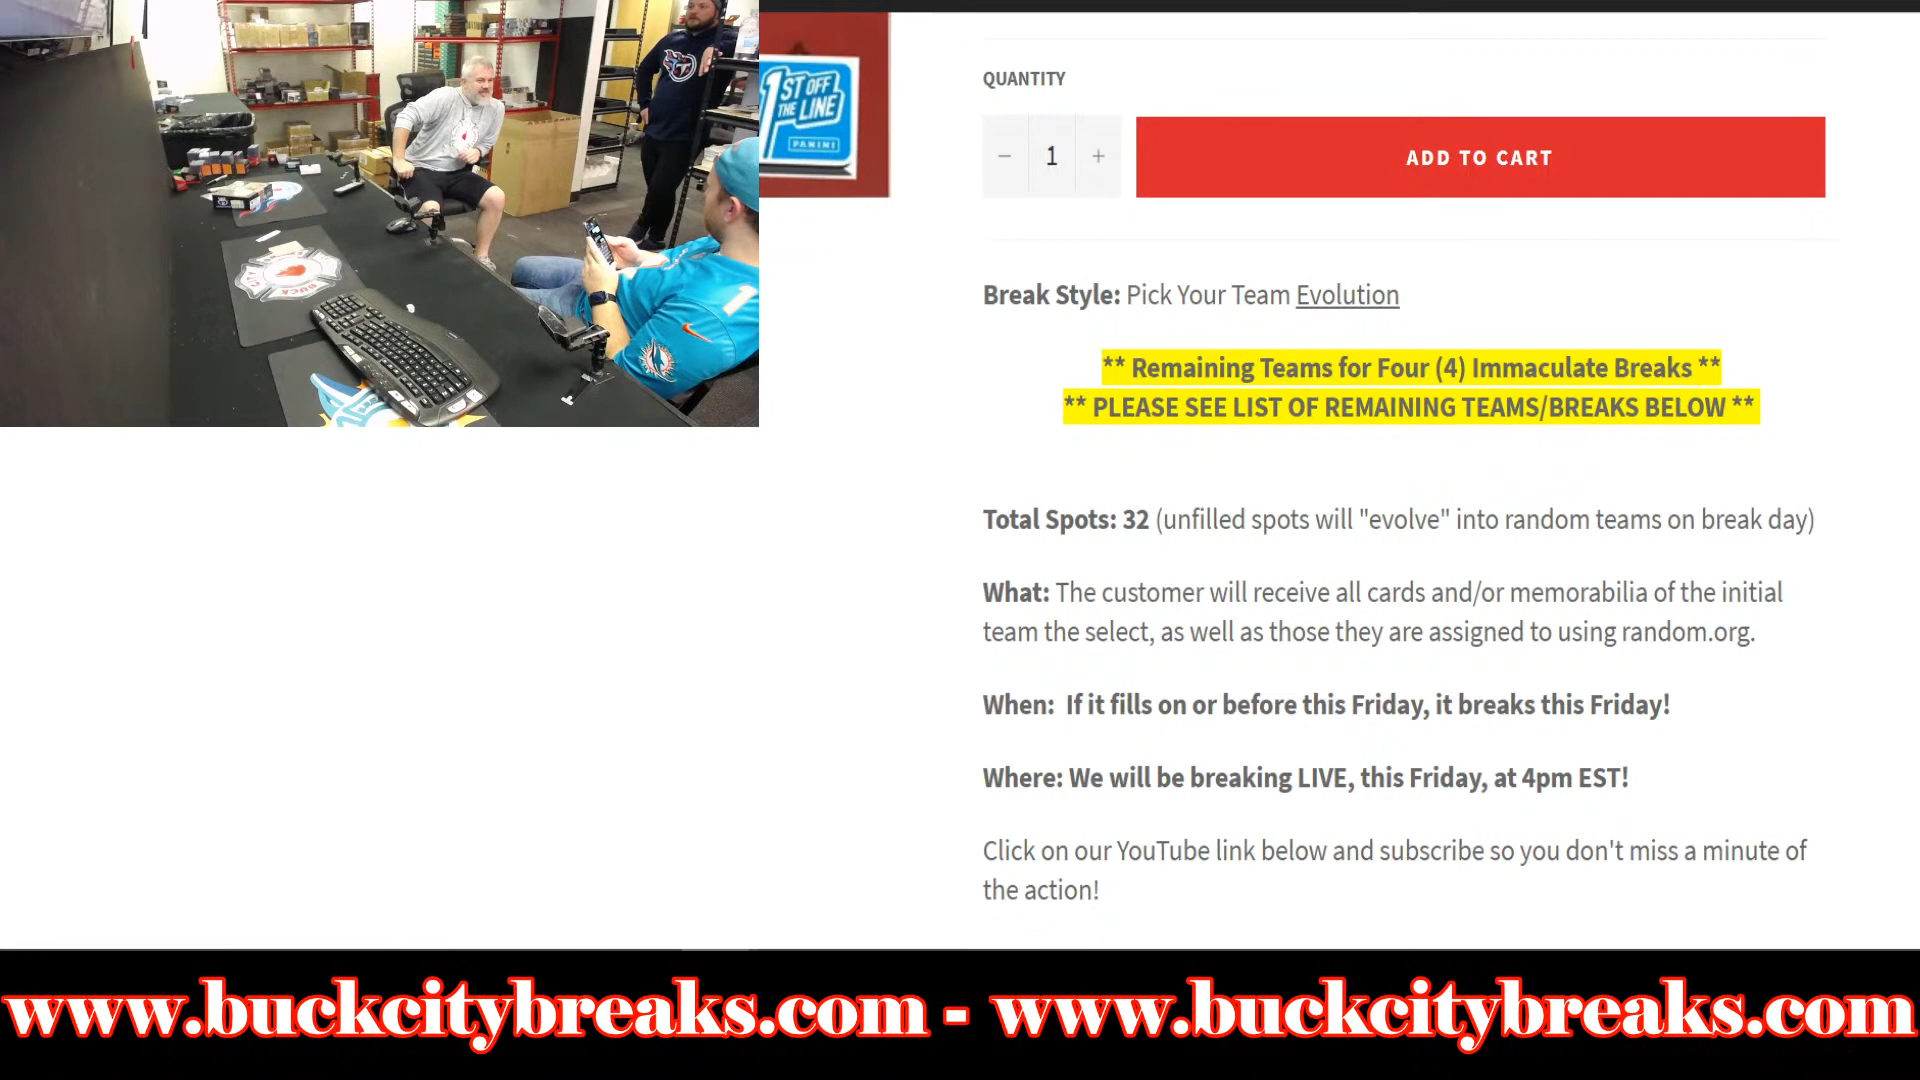 1ST OFF
THE LINE
PANINI
QUANTITY
− 1 +
ADD TO CART
Break Style: Pick Your Team Evolution
** Remaining Teams for Four (4) Immaculate Breaks **
** PLEASE SEE LIST OF REMAINING TEAMS/BREAKS BELOW **
Total Spots: 32 (unfilled spots will "evolve" into random teams on break day)
What: The customer will receive all cards and/or memorabilia of the initial
team the select, as well as those they are assigned to using random.org.
When: If it fills on or before this Friday, it breaks this Friday!
Where: We will be breaking LIVE, this Friday, at 4pm EST!
Click on our YouTube link below and subscribe so you don't miss a minute of
the action!
www.buckcitybreaks.com - www.buckcitybreaks.com